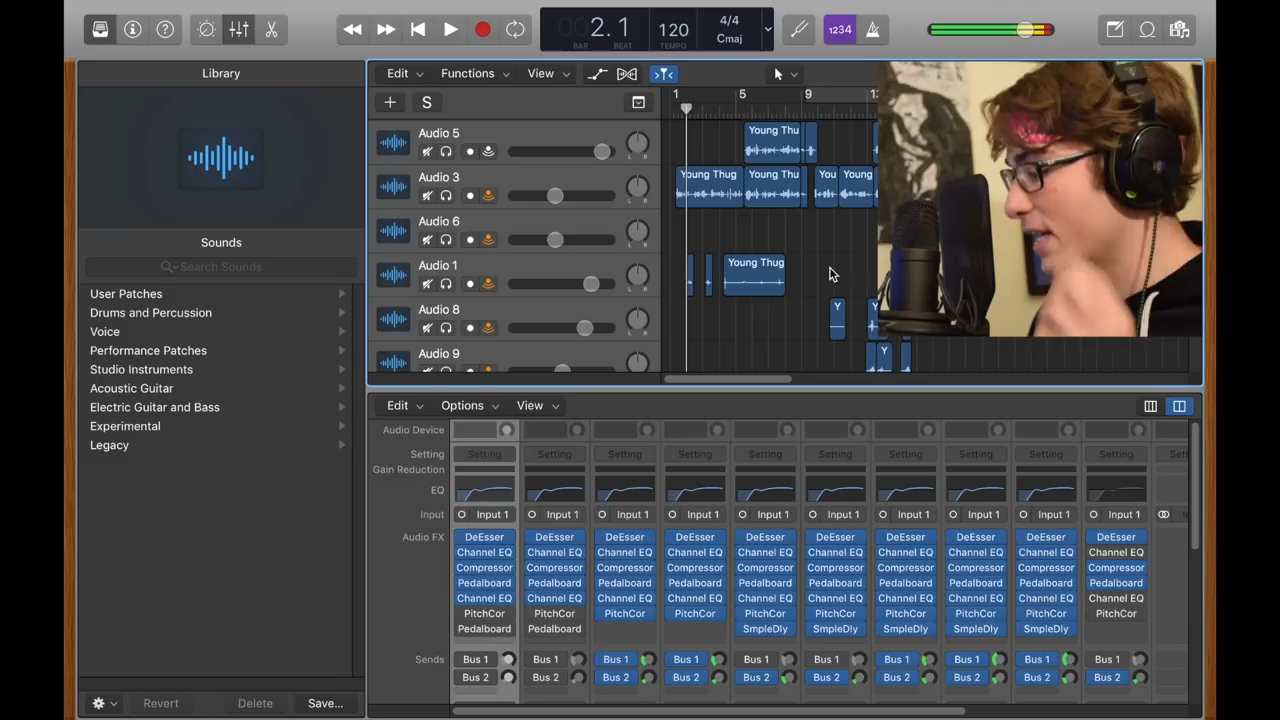 2.1
BAR BEAT
120
TEMPO
4/4
Cmaj
1234
Library
Sounds
Search Sounds
User Patches
Drums and Percussion
Voice
Performance Patches
Studio Instruments
Acoustic Guitar
Electric Guitar and Bass
Experimental
Legacy
Revert Delete Save...
Edit Functions View
S
1 5 9
Audio 5
Young Thu
Audio 3
Young Thug Young Thu You Young
Audio 6
Audio 1
Young Thug
Audio 8
Y Y
Audio 9
Y
L R
Edit Options View
Audio Device
Setting Setting Setting Setting Setting Setting Setting Setting Setting Setting Setting Sett
Gain Reduction
EQ
Input Input 1 Input 1 Input 1 Input 1 Input 1 Input 1 Input 1 Input 1 Input 1 Input 1
Audio FX DeEsser DeEsser DeEsser DeEsser DeEsser DeEsser DeEsser DeEsser DeEsser DeEsser
Channel EQ Channel EQ Channel EQ Channel EQ Channel EQ Channel EQ Channel EQ Channel EQ Channel EQ Channel EQ
Compressor Compressor Compressor Compressor Compressor Compressor Compressor Compressor Compressor Compressor
Pedalboard Pedalboard Pedalboard Pedalboard Pedalboard Pedalboard Pedalboard Pedalboard Pedalboard Pedalboard
Channel EQ Channel EQ Channel EQ Channel EQ Channel EQ Channel EQ Channel EQ Channel EQ Channel EQ Channel EQ
PitchCor PitchCor PitchCor PitchCor PitchCor PitchCor PitchCor PitchCor PitchCor PitchCor
Pedalboard Pedalboard SmpleDly SmpleDly SmpleDly SmpleDly SmpleDly
Sends Bus 1 Bus 1 Bus 1 Bus 1 Bus 1 Bus 1 Bus 1 Bus 1 Bus 1 Bus 1
Bus 2 Bus 2 Bus 2 Bus 2 Bus 2 Bus 2 Bus 2 Bus 2 Bus 2 Bus 2